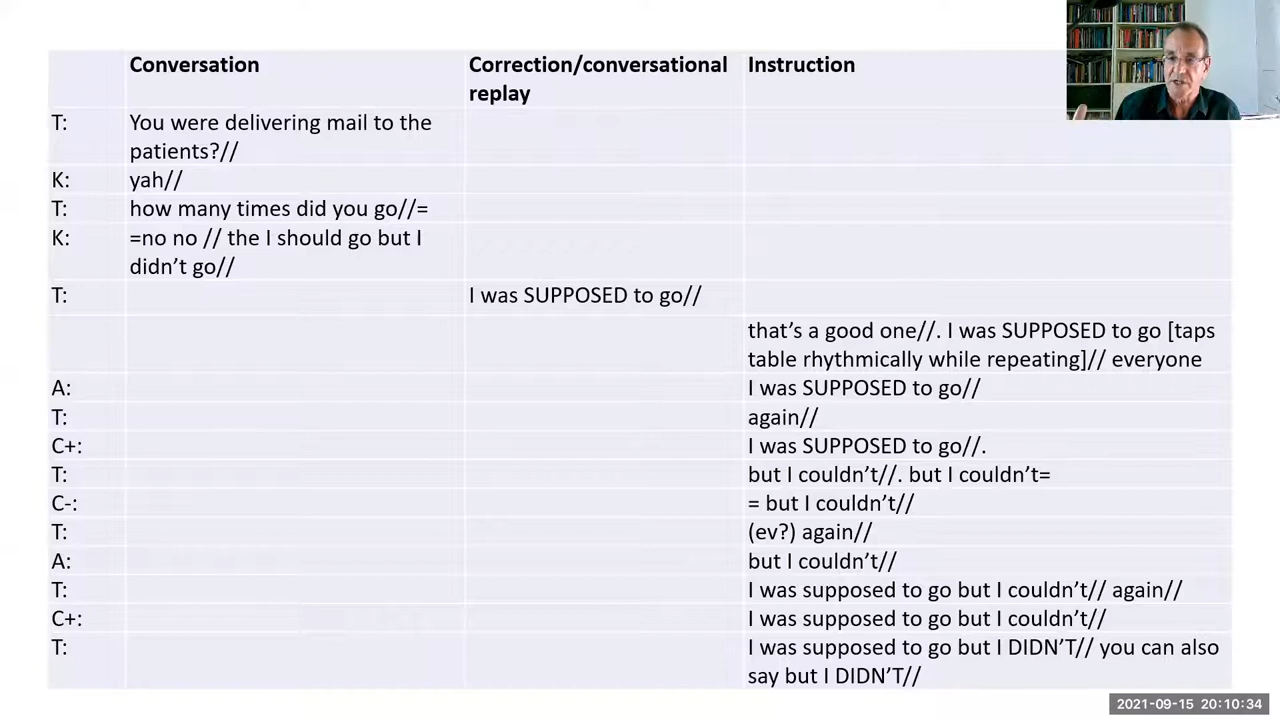 Conversation Correction/conversational Instruction
replay
T: You were delivering mail to the
patients?//
K: yah//
T: how many times did you go//=
K: =no no // the I should go but I
didn't go//
T: I was SUPPOSED to go//
that's a good one//. I was SUPPOSED to go [taps
table rhythmically while repeating]// everyone
A: I was SUPPOSED to go//
T: again//
C+: I was SUPPOSED to go//.
T: but I couldn't//. but I couldn't=
C-: = but I couldn't//
T: (ev?) again//
A: but I couldn't//
T: I was supposed to go but I couldn't// again//
C+: I was supposed to go but I couldn't//
T: I was supposed to go but I DIDN'T// you can also
say but I DIDN'T//
2021-09-15 20:10:34